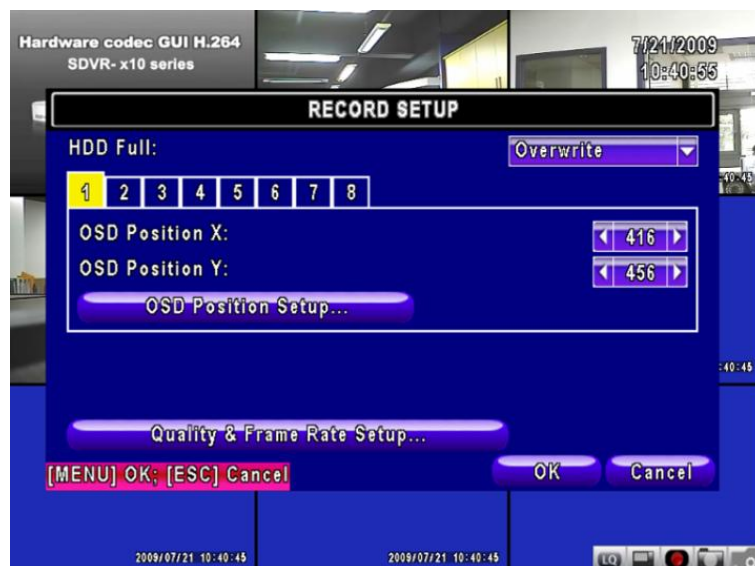 Hardware codec GUI H.264
SDVR- x10 series
7/21/2009
10:40:55
RECORD SETUP
HDD Full: Overwrite
1 2 3 4 5 6 7 8
OSD Position X: 416
OSD Position Y: 456
OSD Position Setup...
:40:45
Quality & Frame Rate Setup...
[MENU] OK; [ESC] Cancel OK Cancel
2009/07/21 10:40:45 2009/07/21 10:40:45
LQ